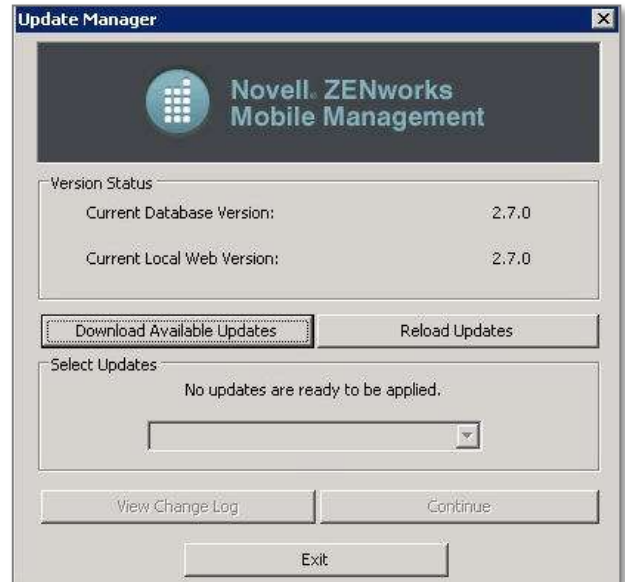 Update Manager
Novell. ZENworks
Mobile Management
Version Status
Current Database Version: 2.7.0
Current Local Web Version: 2.7.0
Download Available Updates Reload Updates
Select Updates
No updates are ready to be applied.
View Change Log Continue
Exit